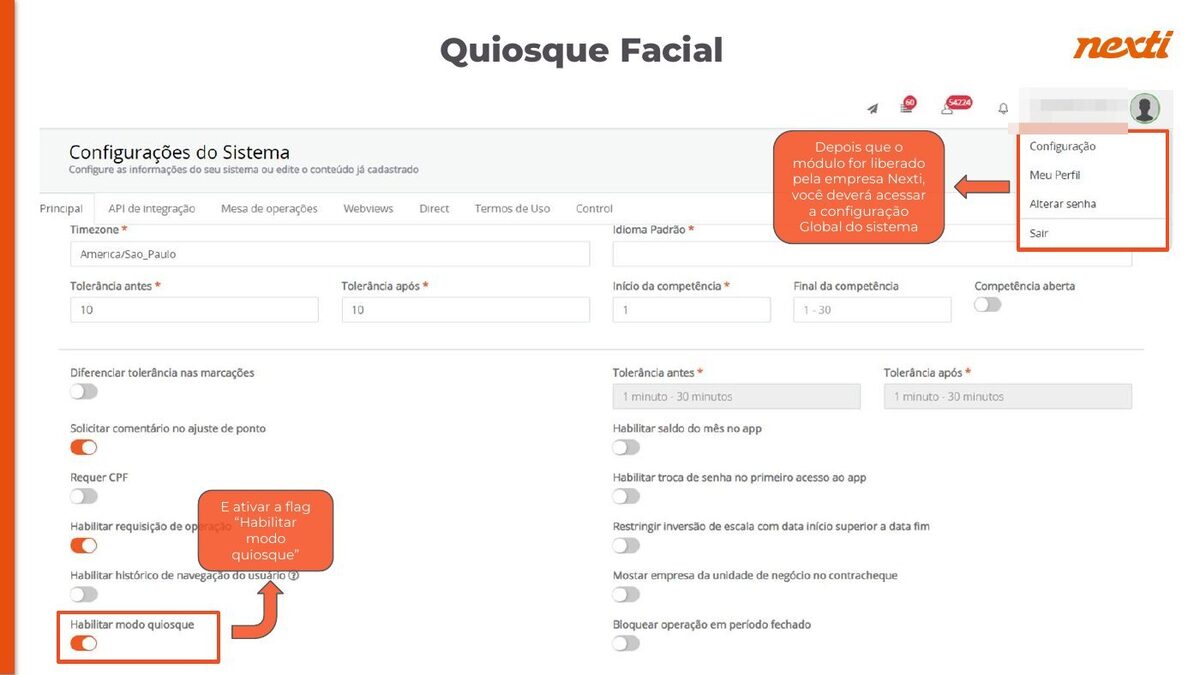 Quiosque Facial
nexti
60
54224
Configuração
Meu Perfil
Alterar senha
Sair
Depois que o
módulo for liberado
pela empresa Nexti,
você deverá acessar
a configuração
Global do sistema
Configurações do Sistema
Configure as informações do seu sistema ou edite o conteúdo já cadastrado
Principal API de integração Mesa de operações Webviews Direct Termos de Uso Control
Timezone * Idioma Padrão *
America/Sao_Paulo
Tolerância antes * Tolerância após * Início da competência * Final da competência Competência aberta
10 10 1 1 - 30
Diferenciar tolerância nas marcações Tolerância antes * Tolerância após *
1 minuto - 30 minutos 1 minuto - 30 minutos
Solicitar comentário no ajuste de ponto Habilitar saldo do mês no app
Requer CPF Habilitar troca de senha no primeiro acesso ao app
E ativar a flag
“Habilitar
modo
quiosque”
Habilitar requisição de operação Restringir inversão de escala com data início superior a data fim
Habilitar histórico de navegação do usuário ? Mostar empresa da unidade de negócio no contracheque
Habilitar modo quiosque Bloquear operação em período fechado